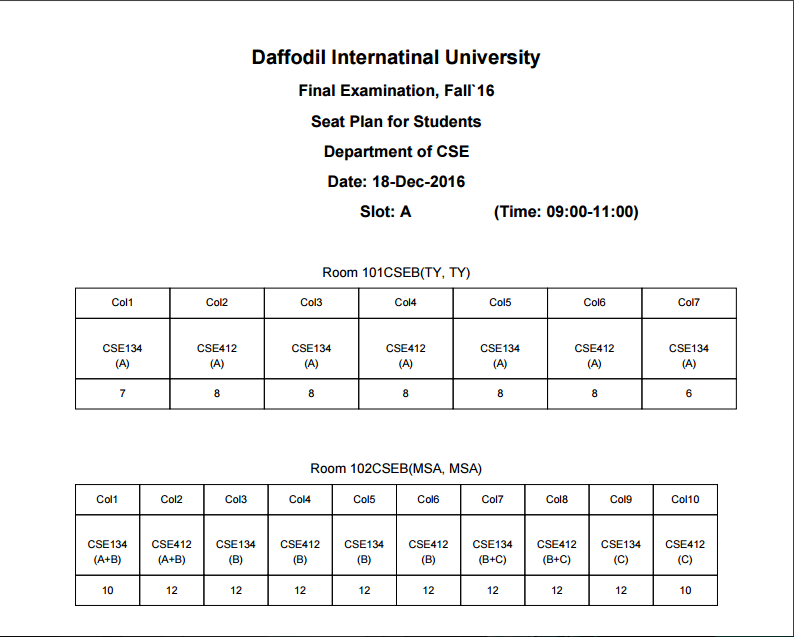 Daffodil Internatinal University
Final Examination, Fall`16
Seat Plan for Students
Department of CSE
Date: 18-Dec-2016
Slot: A (Time: 09:00-11:00)
Room 101CSEB(TY, TY)
Col1 Col2 Col3 Col4 Col5 Col6 Col7
CSE134 CSE412 CSE134 CSE412 CSE134 CSE412 CSE134
(A) (A) (A) (A) (A) (A) (A)
7 8 8 8 8 8 6
Room 102CSEB(MSA, MSA)
Col1 Col2 Col3 Col4 Col5 Col6 Col7 Col8 Col9 Col10
CSE134 CSE412 CSE134 CSE412 CSE134 CSE412 CSE134 CSE412 CSE134 CSE412
(A+B) (A+B) (B) (B) (B) (B) (B+C) (B+C) (C) (C)
10 12 12 12 12 12 12 12 12 10